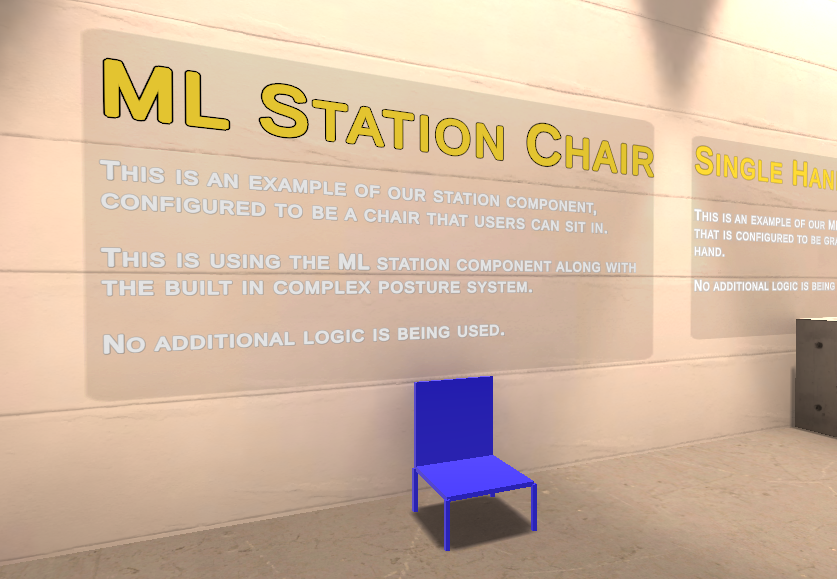 ML Station Chair
This is an example of our station component,
configured to be a chair that users can sit in.
This is using the ML station component along with
the built in complex posture system.
No additional logic is being used.
Single
This is an example of our
that is configured to be
hand.
No additional logic is being